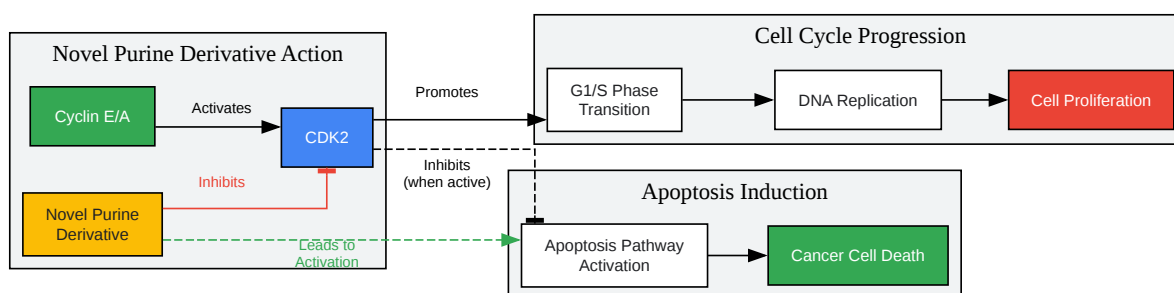 Novel Purine Derivative Action
Cyclin E/A
Activates
CDK2
Inhibits
Novel Purine
Derivative
Leads to
Activation
Promotes
Inhibits
(when active)
Cell Cycle Progression
G1/S Phase
Transition
DNA Replication
Cell Proliferation
Apoptosis Induction
Apoptosis Pathway
Activation
Cancer Cell Death